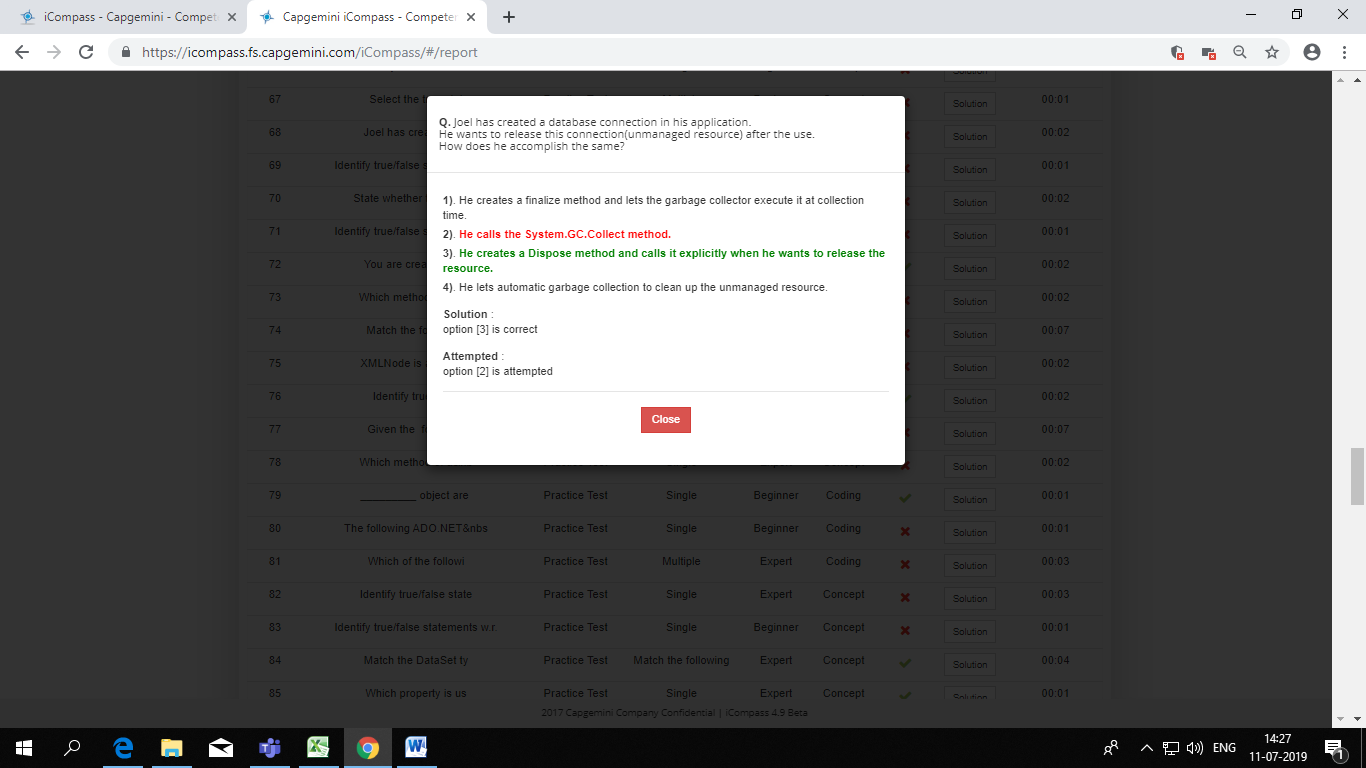 iCompass - Capgemini - Compet
Capgemini iCompass - Competen
https://icompass.fs.capgemini.com/iCompass/#/report
67 Select the t Solution 00:01
68 Joel has crea Solution 00:02
69 Identify true/false s Solution 00:01
70 State whether Solution 00:02
71 Identify true/false s Solution 00:01
72 You are crea Solution 00:02
73 Which method Solution 00:02
74 Match the fo Solution 00:07
75 XMLNode is a Solution 00:02
76 Identify tru Solution 00:02
77 Given the f Solution 00:07
78 Which metho Solution 00:02
Q. Joel has created a database connection in his application.
He wants to release this connection(unmanaged resource) after the use.
How does he accomplish the same?
1). He creates a finalize method and lets the garbage collector execute it at collection
time.
2). He calls the System.GC.Collect method.
3). He creates a Dispose method and calls it explicitly when he wants to release the
resource.
4). He lets automatic garbage collection to clean up the unmanaged resource.
Solution :
option [3] is correct
Attempted :
option [2] is attempted
Close
79 __________ object are Practice Test Single Beginner Coding Solution 00:01
80 The following ADO.NET&nbs Practice Test Single Beginner Coding Solution 00:01
81 Which of the followi Practice Test Multiple Expert Coding Solution 00:03
82 Identify true/false state Practice Test Single Expert Concept Solution 00:03
83 Identify true/false statements w.r. Practice Test Single Beginner Concept Solution 00:01
84 Match the DataSet ty Practice Test Match the following Expert Concept Solution 00:04
85 Which property is us Practice Test Single Expert Concept Solution 00:01
2017 Capgemini Company Confidential | iCompass 4.9 Beta
ENG
14:27
11-07-2019
1